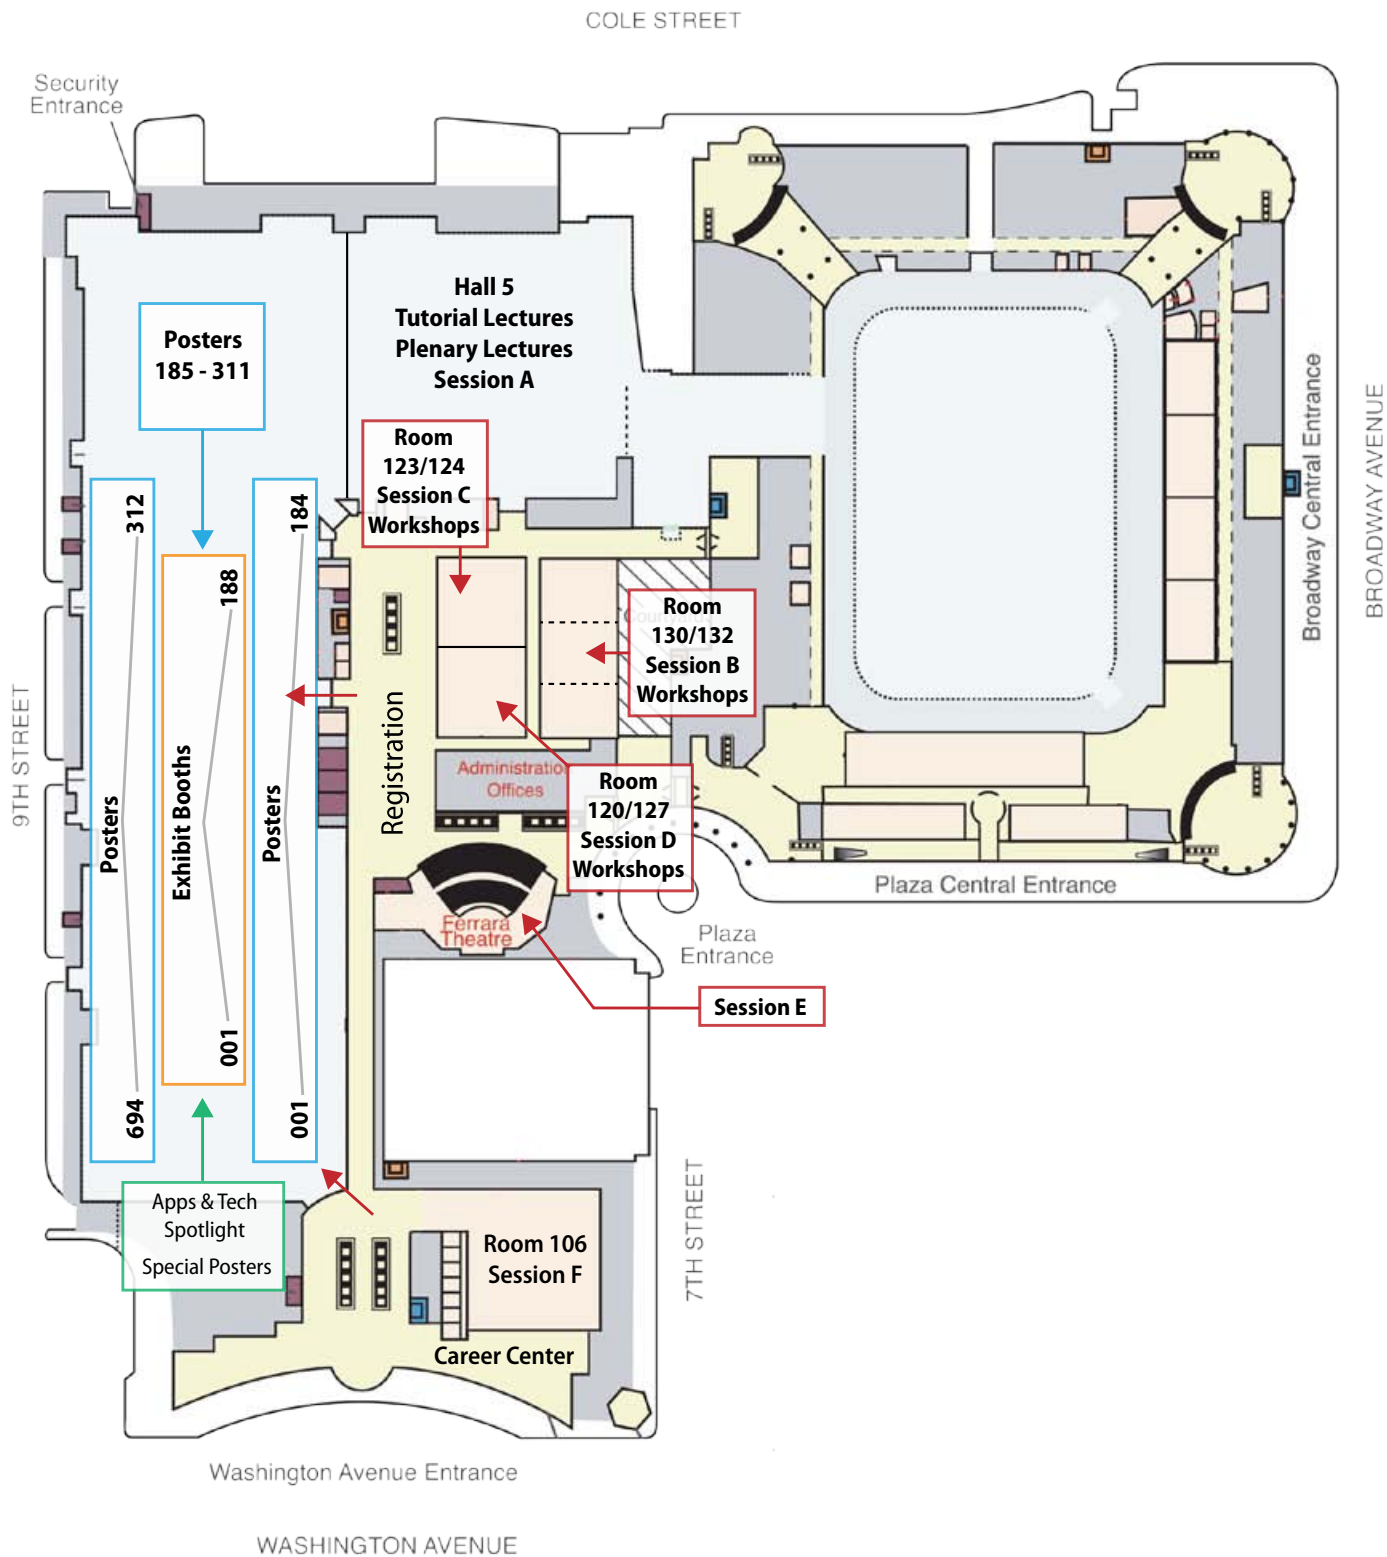 COLE STREET
Security
Entrance
Hall 5
Tutorial Lectures
Plenary Lectures
Session A
Posters
185 - 311
Room
123/124
Session C
Workshops
312
184
188
Room
130/132
Session B
Workshops
Broadway Central Entrance
BROADWAY AVENUE
9TH STREET
Registration
Posters
Exhibit Booths
Posters
Administration
Offices
Room
120/127
Session D
Workshops
Plaza Central Entrance
Ferrara
Theatre
Plaza
Entrance
Session E
001
694
001
Apps & Tech
Spotlight
Special Posters
Room 106
Session F
7TH STREET
Career Center
Washington Avenue Entrance
WASHINGTON AVENUE